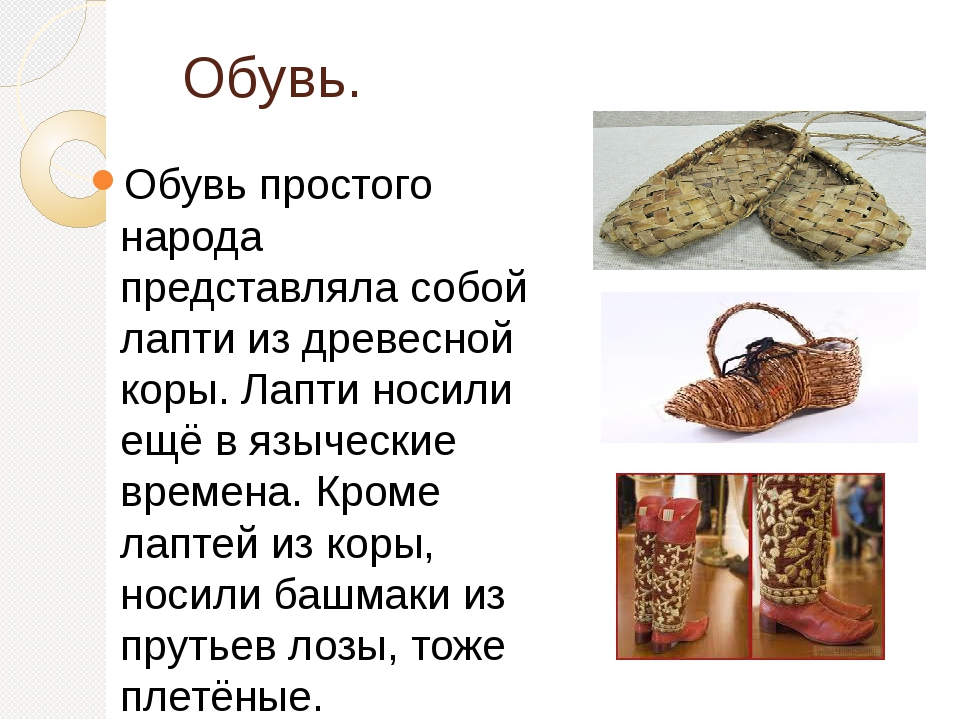 Обувь.
Обувь простого
народа
представляла собой
лапти из древесной
коры. Лапти носили
ещё в языческие
времена. Кроме
лаптей из коры,
носили башмаки из
прутьев лозы, тоже
плетёные.